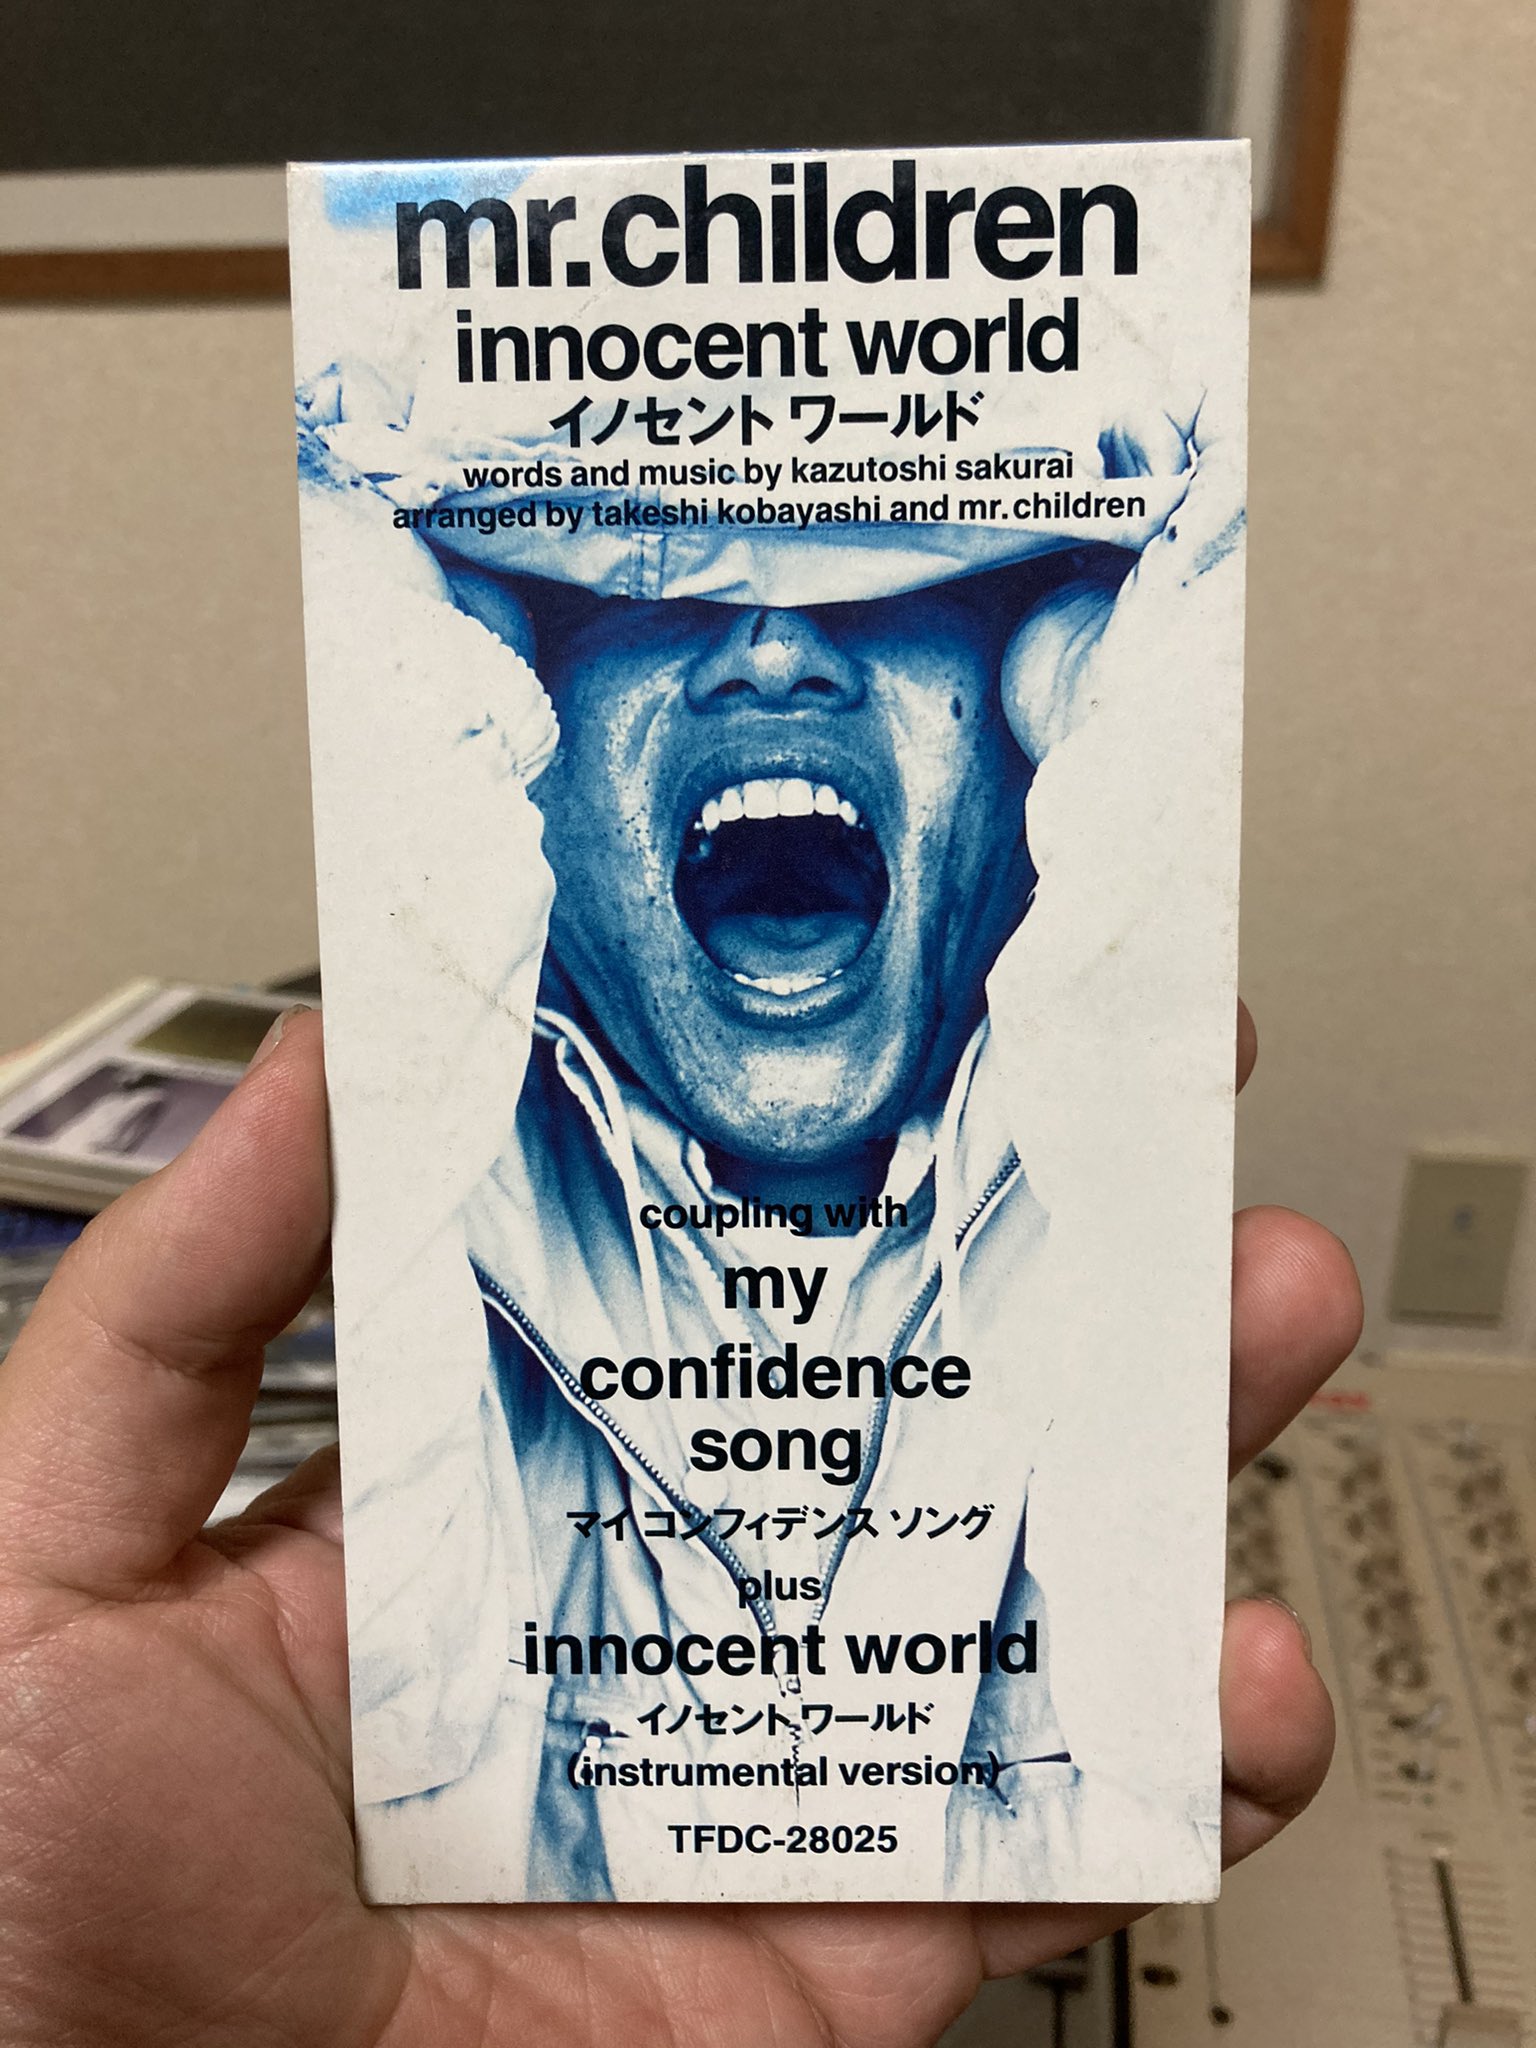 mr.children
innocent world
イノセント ワールド
words and music by kazutoshi sakurai
arranged by takeshi kobayashi and mr.children
coupling with
my
confidence
song
マイ コンフィデンス ソング
plus
innocent world
イノセント ワールド
(instrumental version)
TFDC-28025